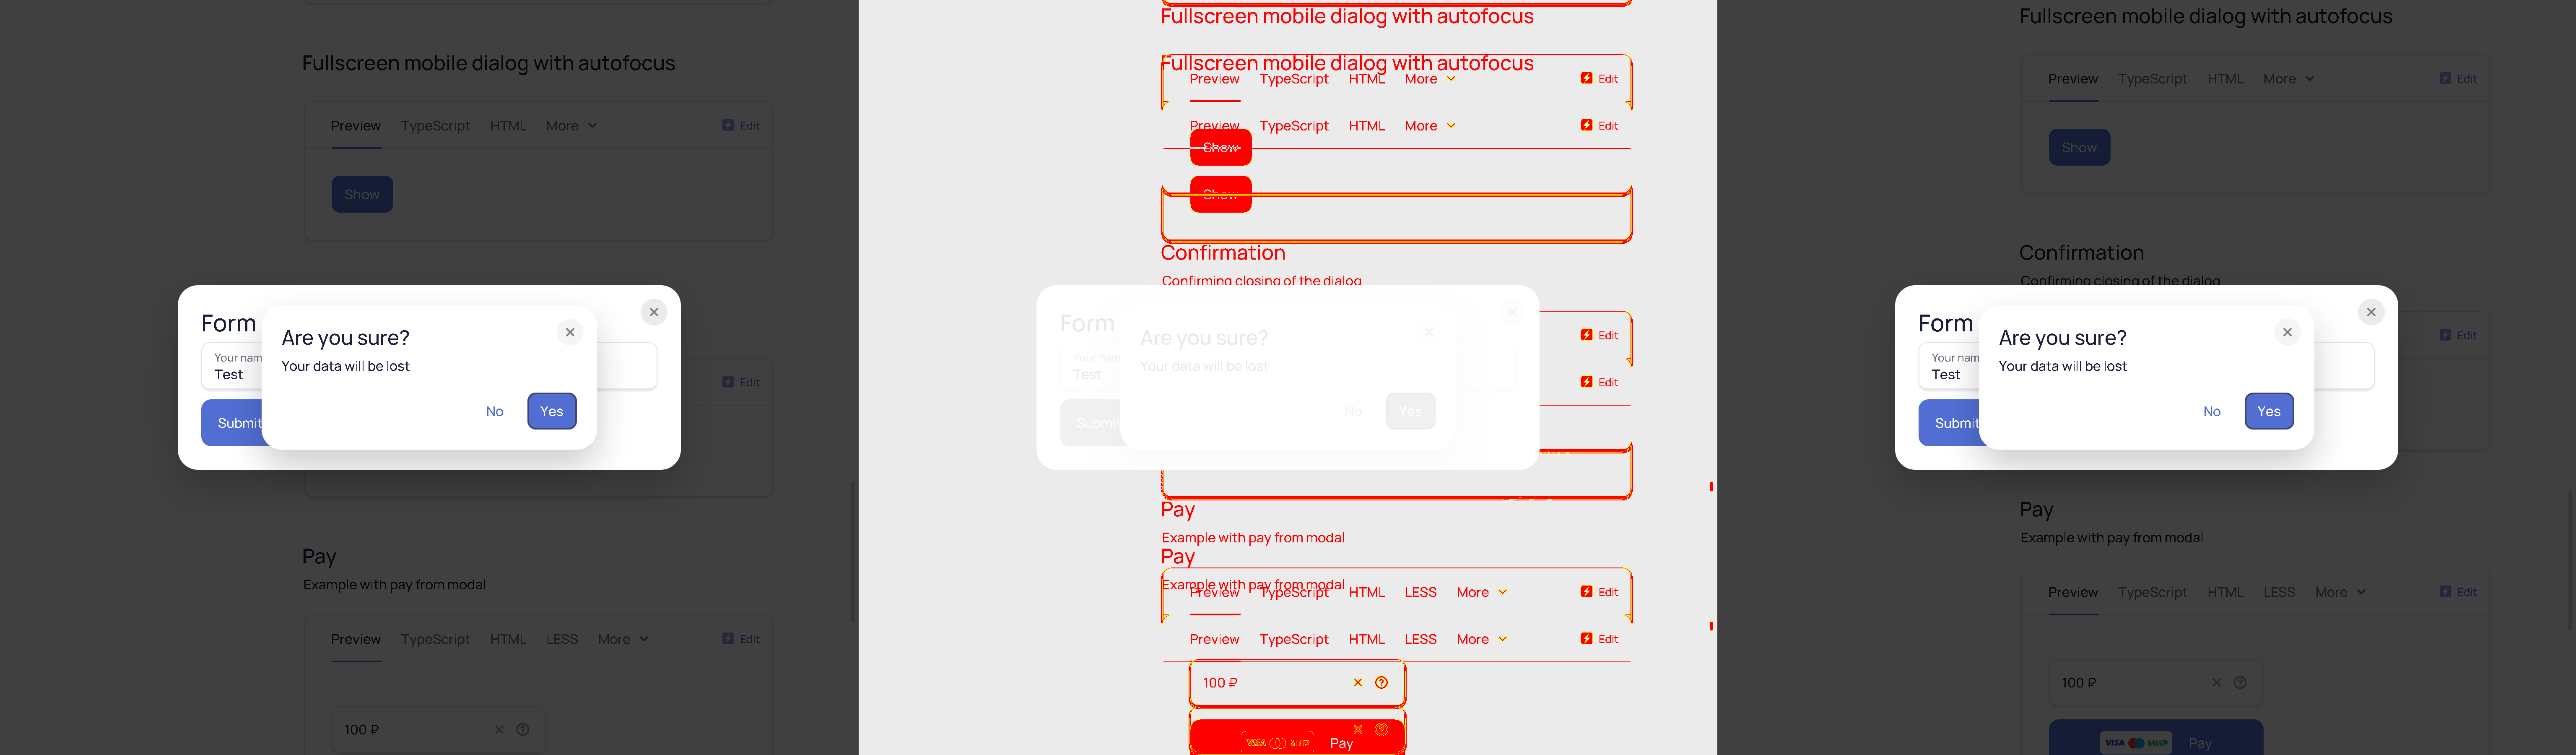 Fullscreen mobile dialog with autofocus
Preview TypeScript HTML More Edit
Show
Edit
Form
Your nam
Test
Submit
Are you sure?
Your data will be lost
No Yes
Pay
Example with pay from modal
Preview TypeScript HTML LESS More Edit
100 ₽
Fullscreen mobile dialog with autofocus
Fullscreen mobile dialog with autofocus
Preview TypeScript HTML More Edit
Preview TypeScript HTML More Edit
Show
Show
Confirmation
Confirming closing of the dialog
Edit
Edit
Form
Your nam
Test
Submit
Are you sure?
Your data will be lost
No Yes
Pay
Example with pay from modal
Pay
Example with pay from modal
Preview TypeScript HTML LESS More Edit
Preview TypeScript HTML LESS More Edit
100 ₽
VISA МИР Pay
Fullscreen mobile dialog with autofocus
Preview TypeScript HTML More Edit
Show
Confirmation
Confirming closing of the dialog
Edit
Form
Your nam
Test
Submit
Are you sure?
Your data will be lost
No Yes
Pay
Example with pay from modal
Preview TypeScript HTML LESS More Edit
100 ₽
VISA МИР Pay